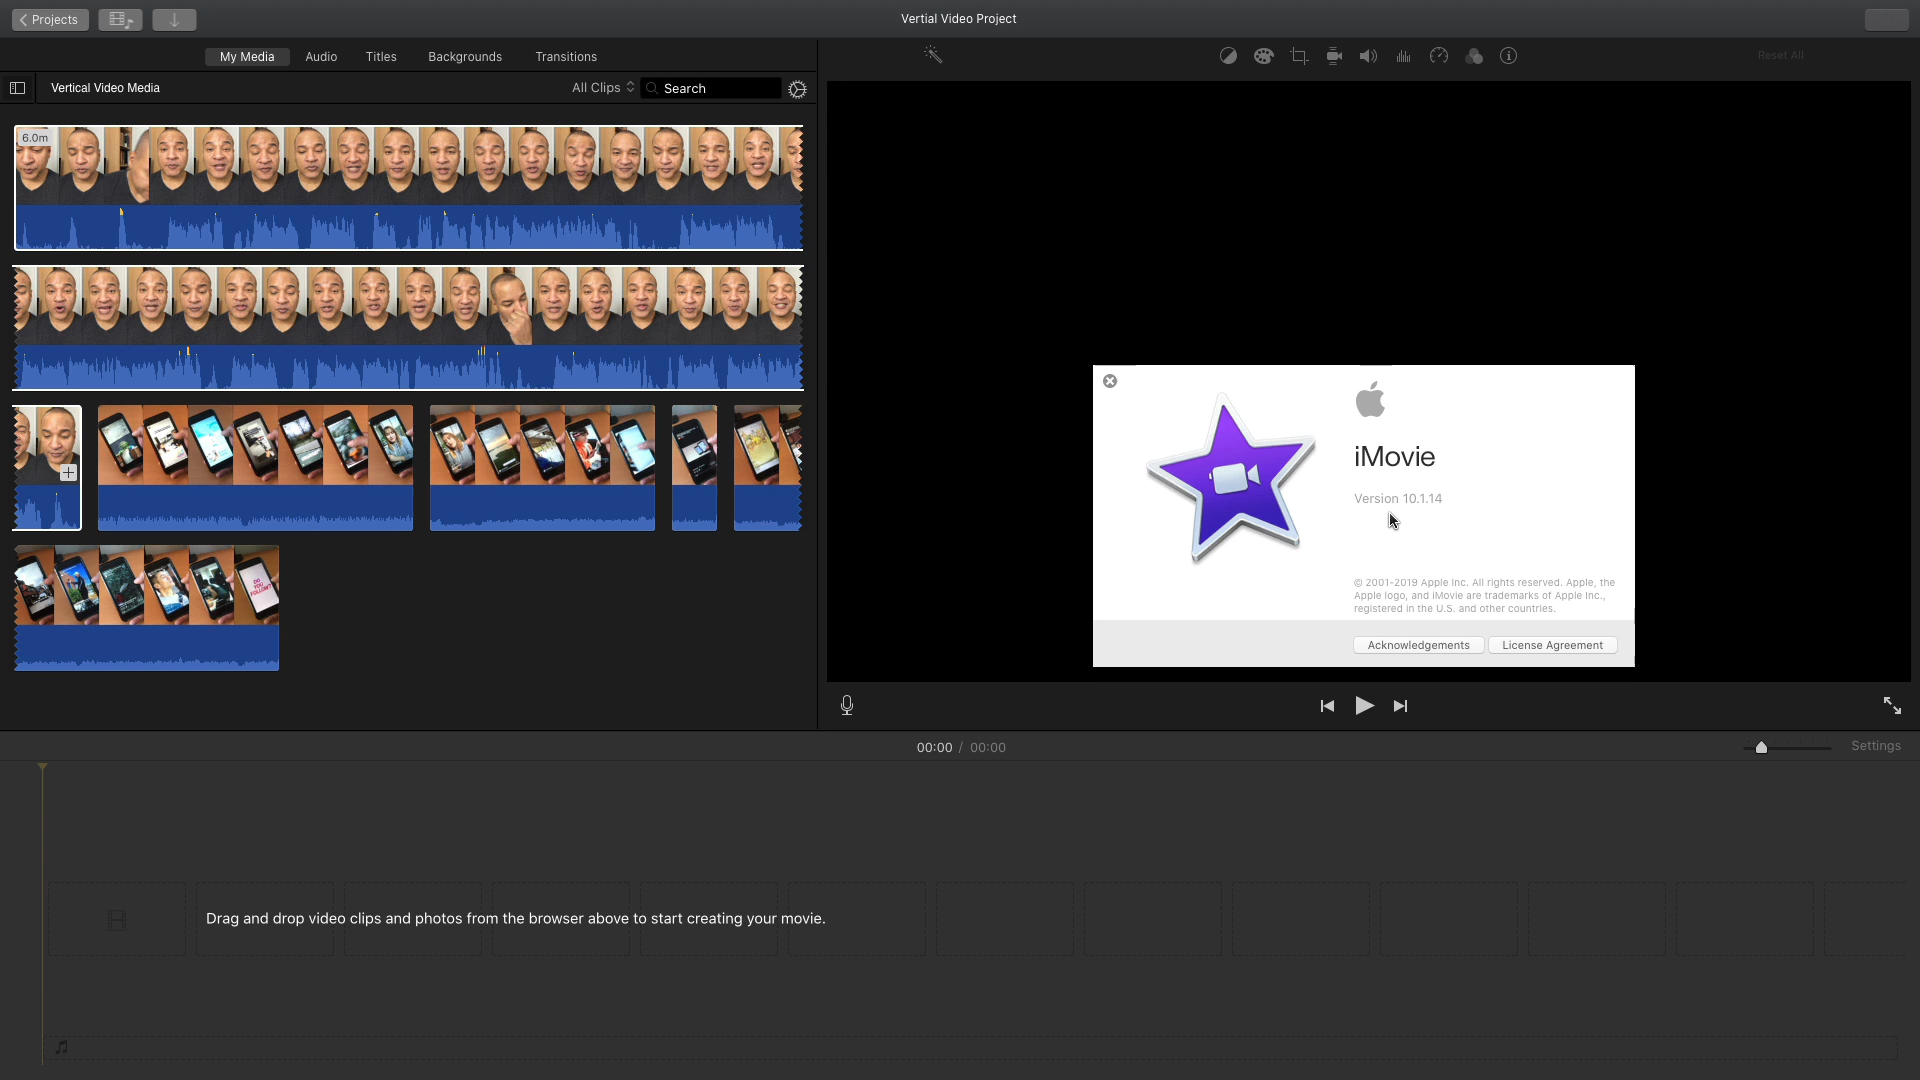 Projects
Vertial Video Project
My Media
Audio
Titles
Backgrounds
Transitions
Reset All
Vertical Video Media
All Clips
Search
6.0m
iMovie
Version 10.1.14
© 2001-2019 Apple Inc. All rights reserved. Apple, the
Apple logo, and iMovie are trademarks of Apple Inc.,
registered in the U.S. and other countries.
Acknowledgements
License Agreement
DO
YOU
FOLLOW?
00:00 / 00:00
Settings
Drag and drop video clips and photos from the browser above to start creating your movie.